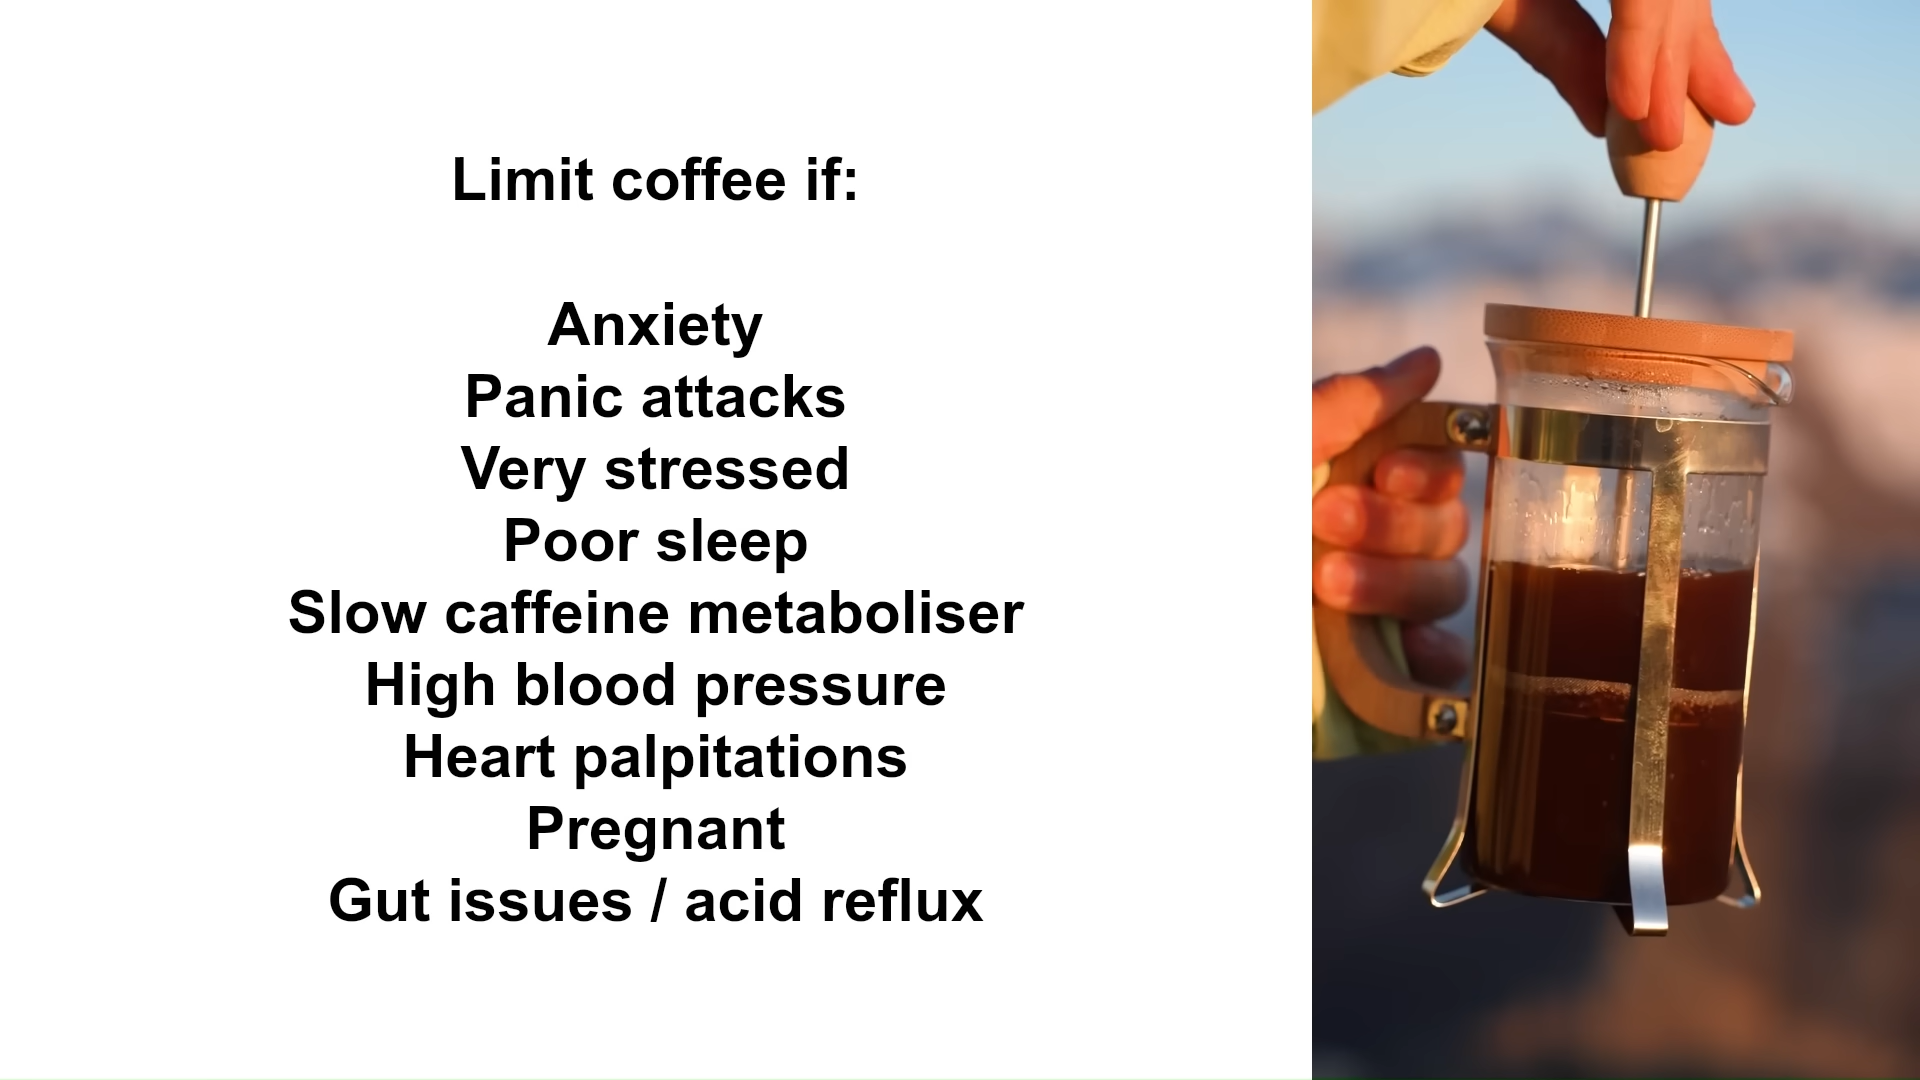 Limit coffee if:
Anxiety
Panic attacks
Very stressed
Poor sleep
Slow caffeine metaboliser
High blood pressure
Heart palpitations
Pregnant
Gut issues / acid reflux